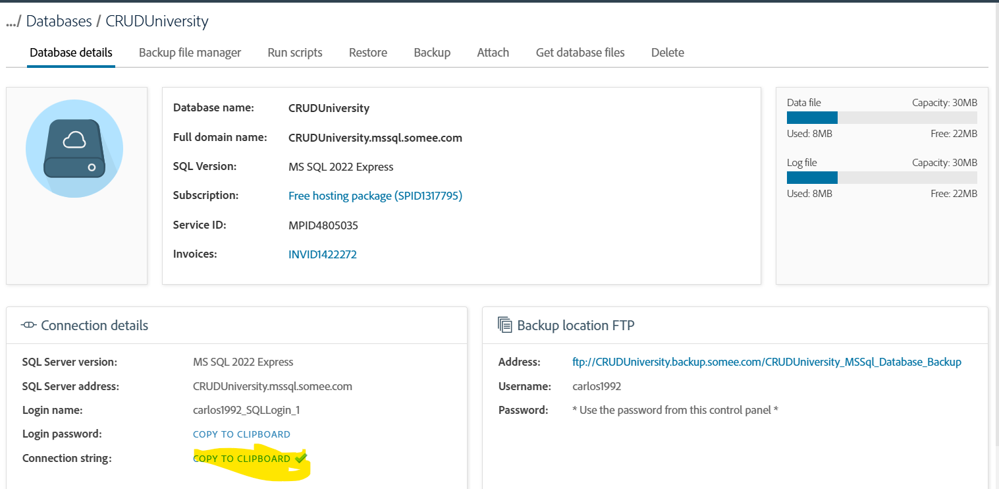 .../ Databases / CRUDUniversity
Database details Backup file manager Run scripts Restore Backup Attach Get database files Delete
Database name: CRUDUniversity
Full domain name: CRUDUniversity.mssql.somee.com
SQL Version: MS SQL 2022 Express
Subscription: Free hosting package (SPID1317795)
Service ID: MPID4805035
Invoices: INVID1422272
Data file Capacity: 30MB
Used: 8MB Free: 22MB
Log file Capacity: 30MB
Used: 8MB Free: 22MB
Connection details
SQL Server version: MS SQL 2022 Express
SQL Server address: CRUDUniversity.mssql.somee.com
Login name: carlos1992_SQLLogin_1
Login password: COPY TO CLIPBOARD
Connection string: COPY TO CLIPBOARD
Backup location FTP
Address: ftp://CRUDUniversity.backup.somee.com/CRUDUniversity_MSSql_Database_Backup
Username: carlos1992
Password: * Use the password from this control panel *